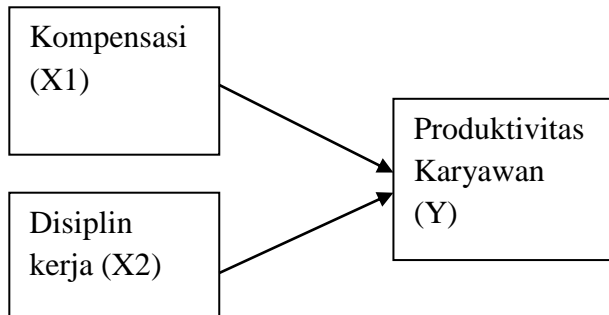 Kompensasi
(X1)
Produktivitas
Karyawan
(Y)
Disiplin
kerja (X2)